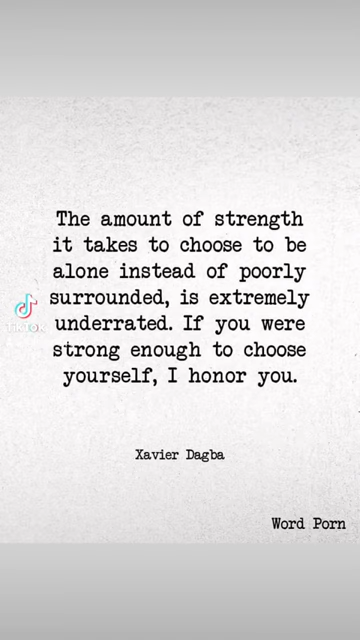 The amount of strength
it takes to choose to be
alone instead of poorly
surrounded, is extremely
underrated. If you were
strong enough to choose
yourself, I honor you.
TikTok
Xavier Dagba
Word Porn